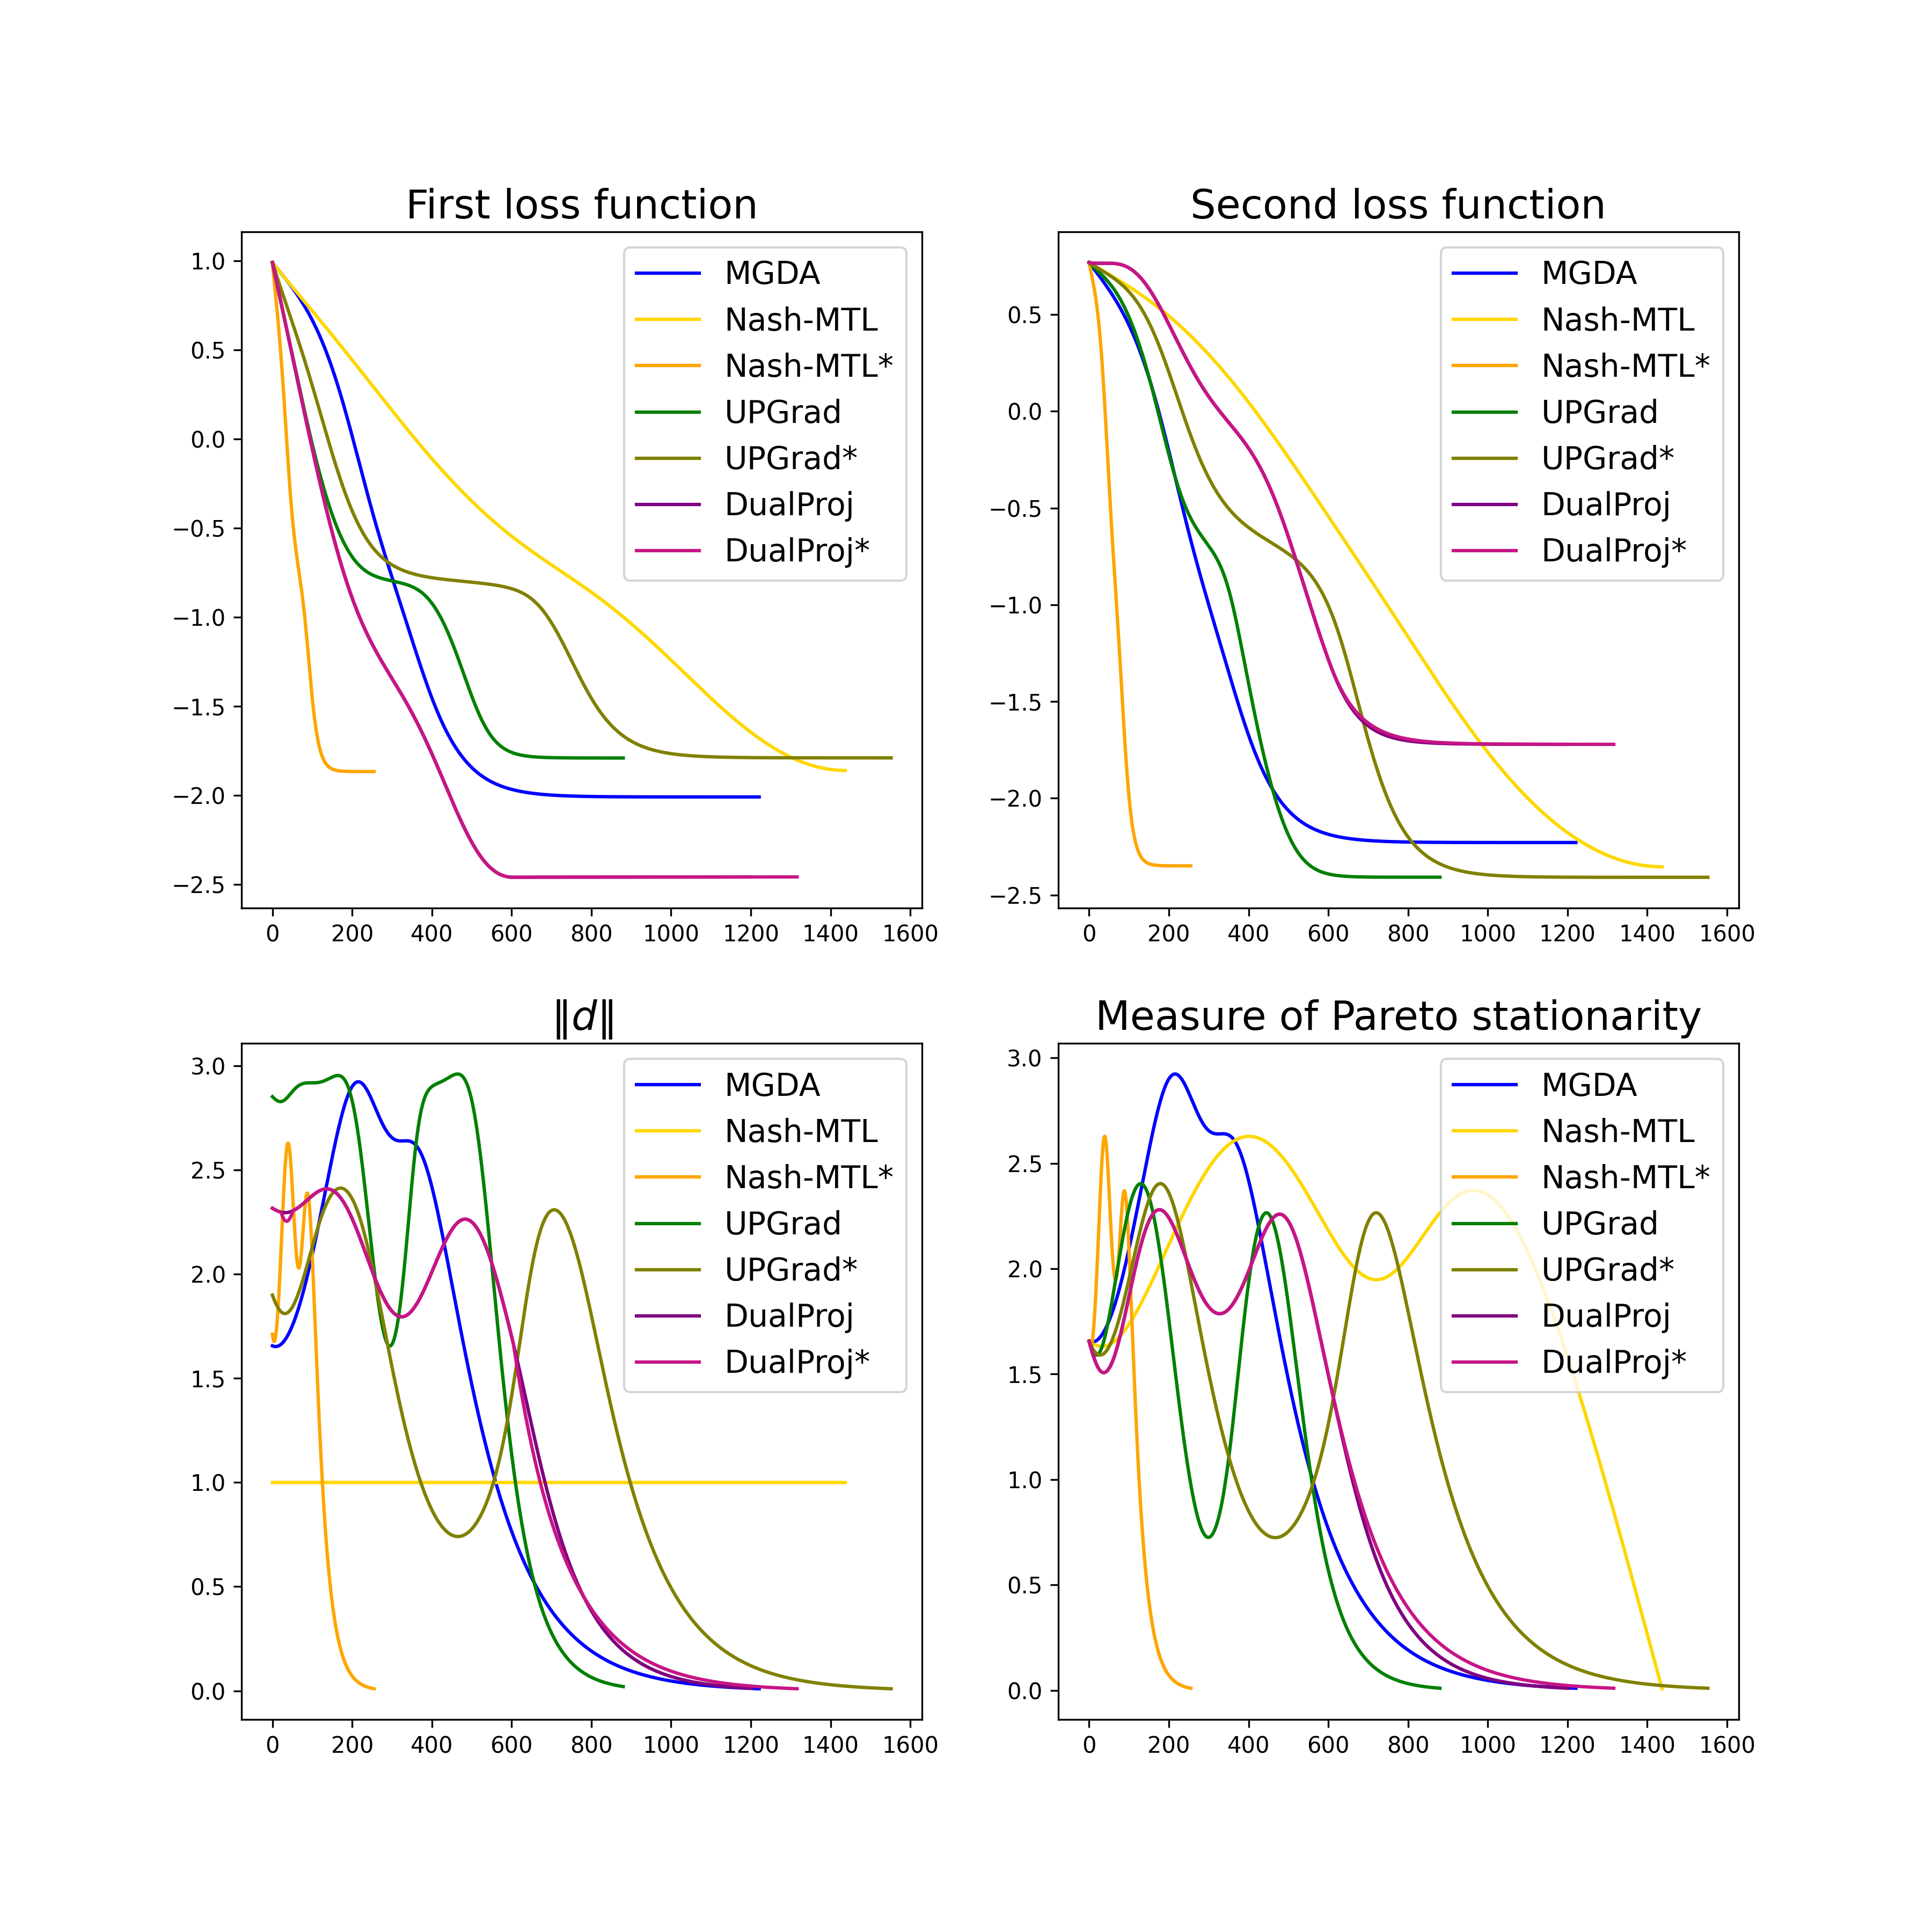 First loss function
1.0
0.5
0.0
−0.5
−1.0
−1.5
−2.0
−2.5
0 200 400 600 800 1000 1200 1400 1600
MGDA
Nash-MTL
Nash-MTL*
UPGrad
UPGrad*
DualProj
DualProj*
Second loss function
0.5
0.0
−0.5
−1.0
−1.5
−2.0
−2.5
0 200 400 600 800 1000 1200 1400 1600
MGDA
Nash-MTL
Nash-MTL*
UPGrad
UPGrad*
DualProj
DualProj*
‖d‖
3.0
2.5
2.0
1.5
1.0
0.5
0.0
0 200 400 600 800 1000 1200 1400 1600
MGDA
Nash-MTL
Nash-MTL*
UPGrad
UPGrad*
DualProj
DualProj*
Measure of Pareto stationarity
3.0
2.5
2.0
1.5
1.0
0.5
0.0
0 200 400 600 800 1000 1200 1400 1600
MGDA
Nash-MTL
Nash-MTL*
UPGrad
UPGrad*
DualProj
DualProj*